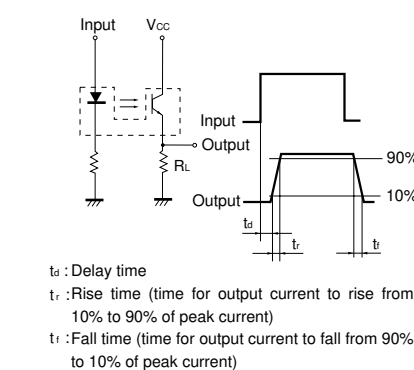 Input VCC
Input
Output
RL
90%
Output
10%
td
tr
tf
td : Delay time
tr : Rise time (time for output current to rise from
10% to 90% of peak current)
tf : Fall time (time for output current to fall from 90%
to 10% of peak current)